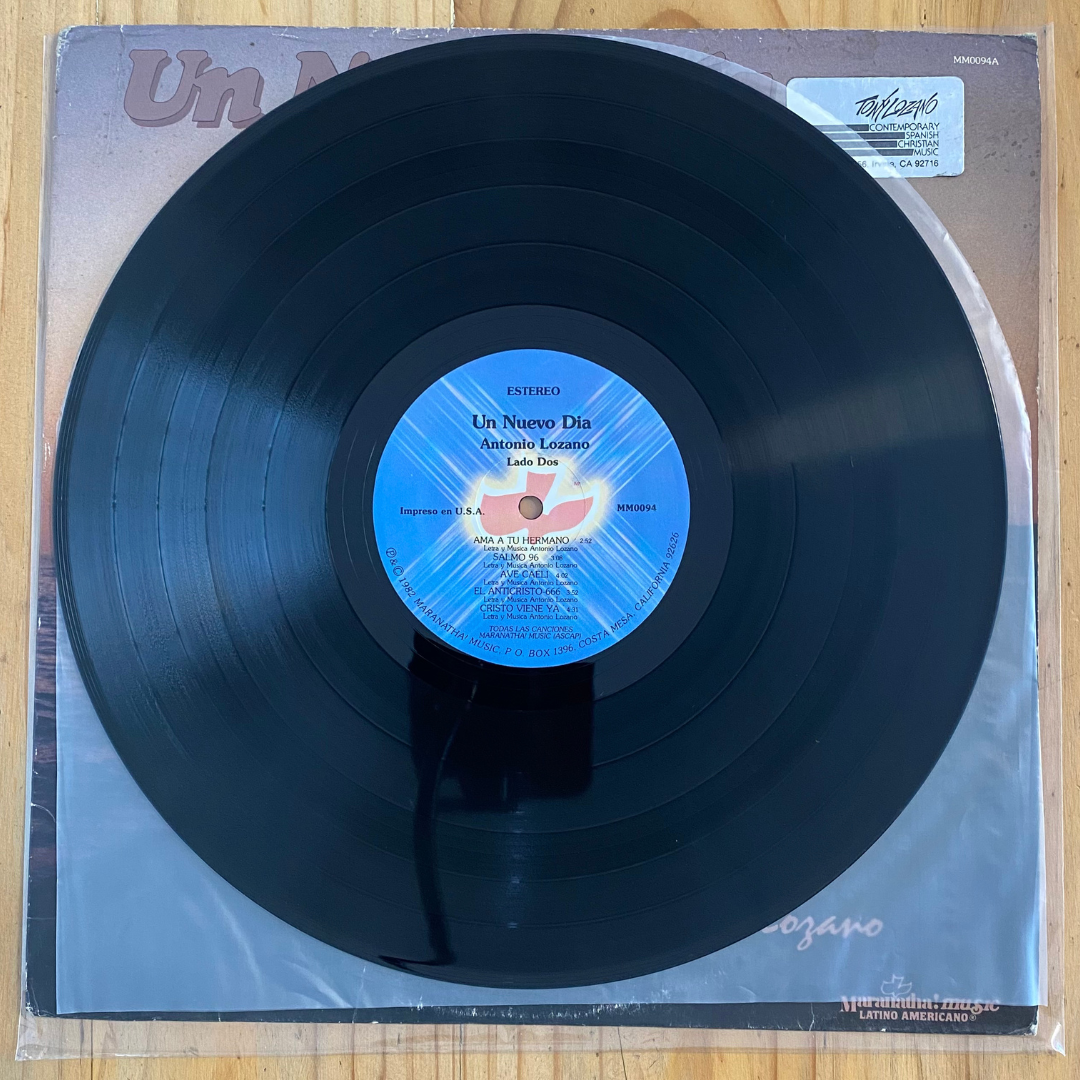 Un N
MM0094A
TONY LOZANO
CONTEMPORARY
SPANISH
CHRISTIAN
MUSIC
CA 92716
ESTEREO
Un Nuevo Dia
Antonio Lozano
Lado Dos
Impreso en U.S.A.
MM0094
AMA A TU HERMANO 2:52
Letra y Musica Antonio Lozano
SALMO 96 3:06
Letra y Musica Antonio Lozano
AVE CAELI 4:02
Letra y Musica Antonio Lozano
EL ANTICRISTO-666 3:52
Letra y Musica Antonio Lozano
CRISTO VIENE YA 4:31
Letra y Musica Antonio Lozano
TODAS LAS CANCIONES
MARANATHA! MUSIC (ASCAP)
℗&© 1982 MARANATHA! MUSIC. P.O. BOX 1396, COSTA MESA, CALIFORNIA 92626
Lozano
Maranatha! music
LATINO AMERICANO®